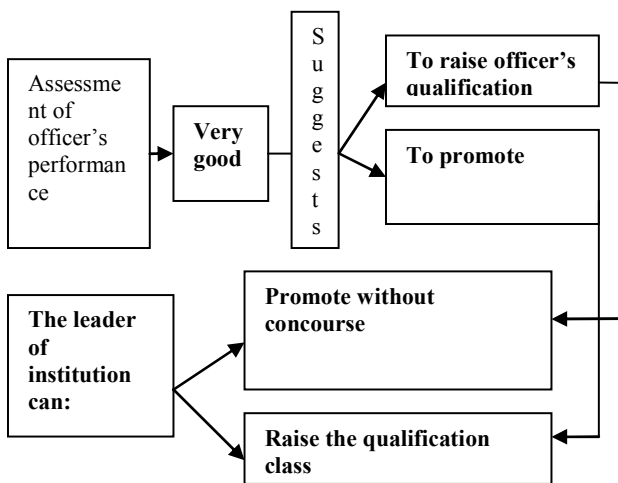 Assessme
nt of
officer's
performan
ce
Very
good
S
u
g
g
e
s
t
s
To raise officer's
qualification
To promote
The leader
of
institution
can:
Promote without
concourse
Raise the qualification
class